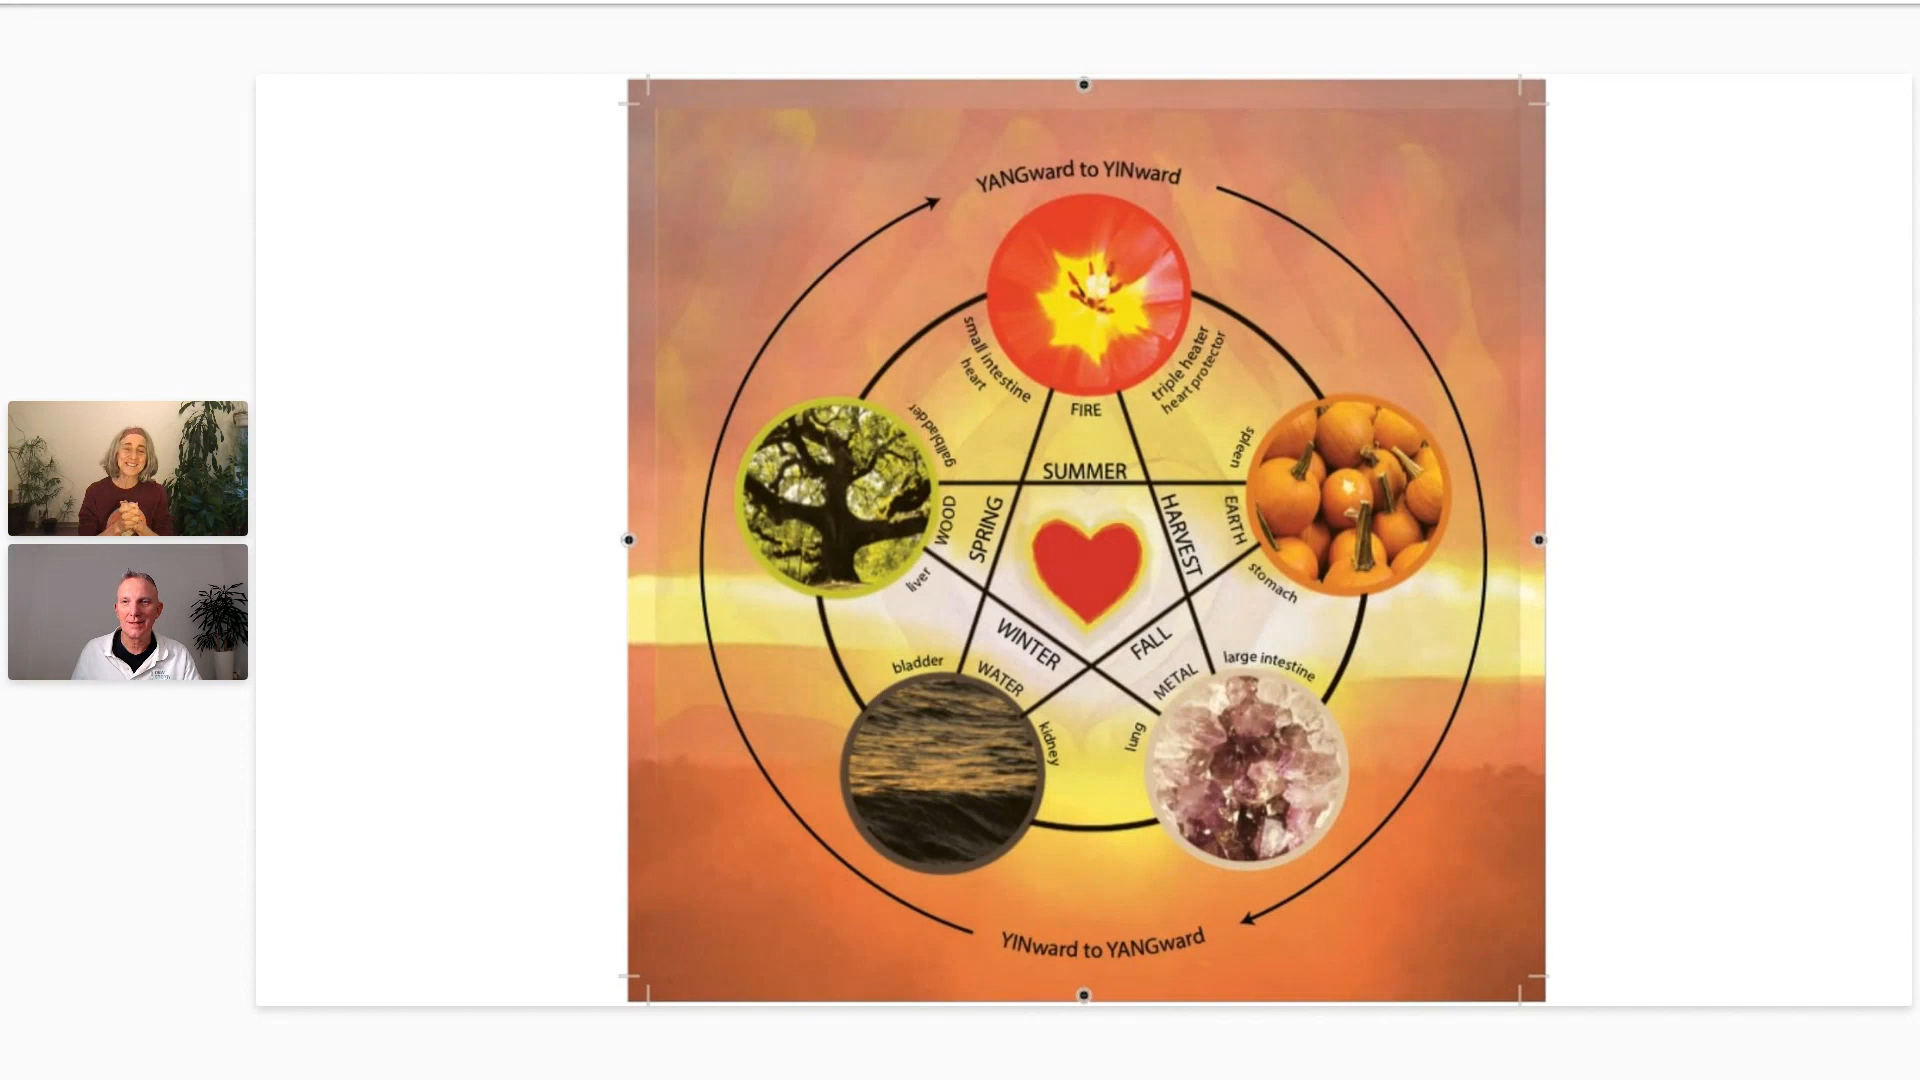 YANGward to YINward
small intestine
heart
triple heater
heart protector
FIRE
gallbladder
spleen
SUMMER
WOOD
SPRING
HARVEST
EARTH
liver
stomach
WINTER
FALL
bladder
WATER
METAL
large intestine
kidney
lung
YINward to YANGward